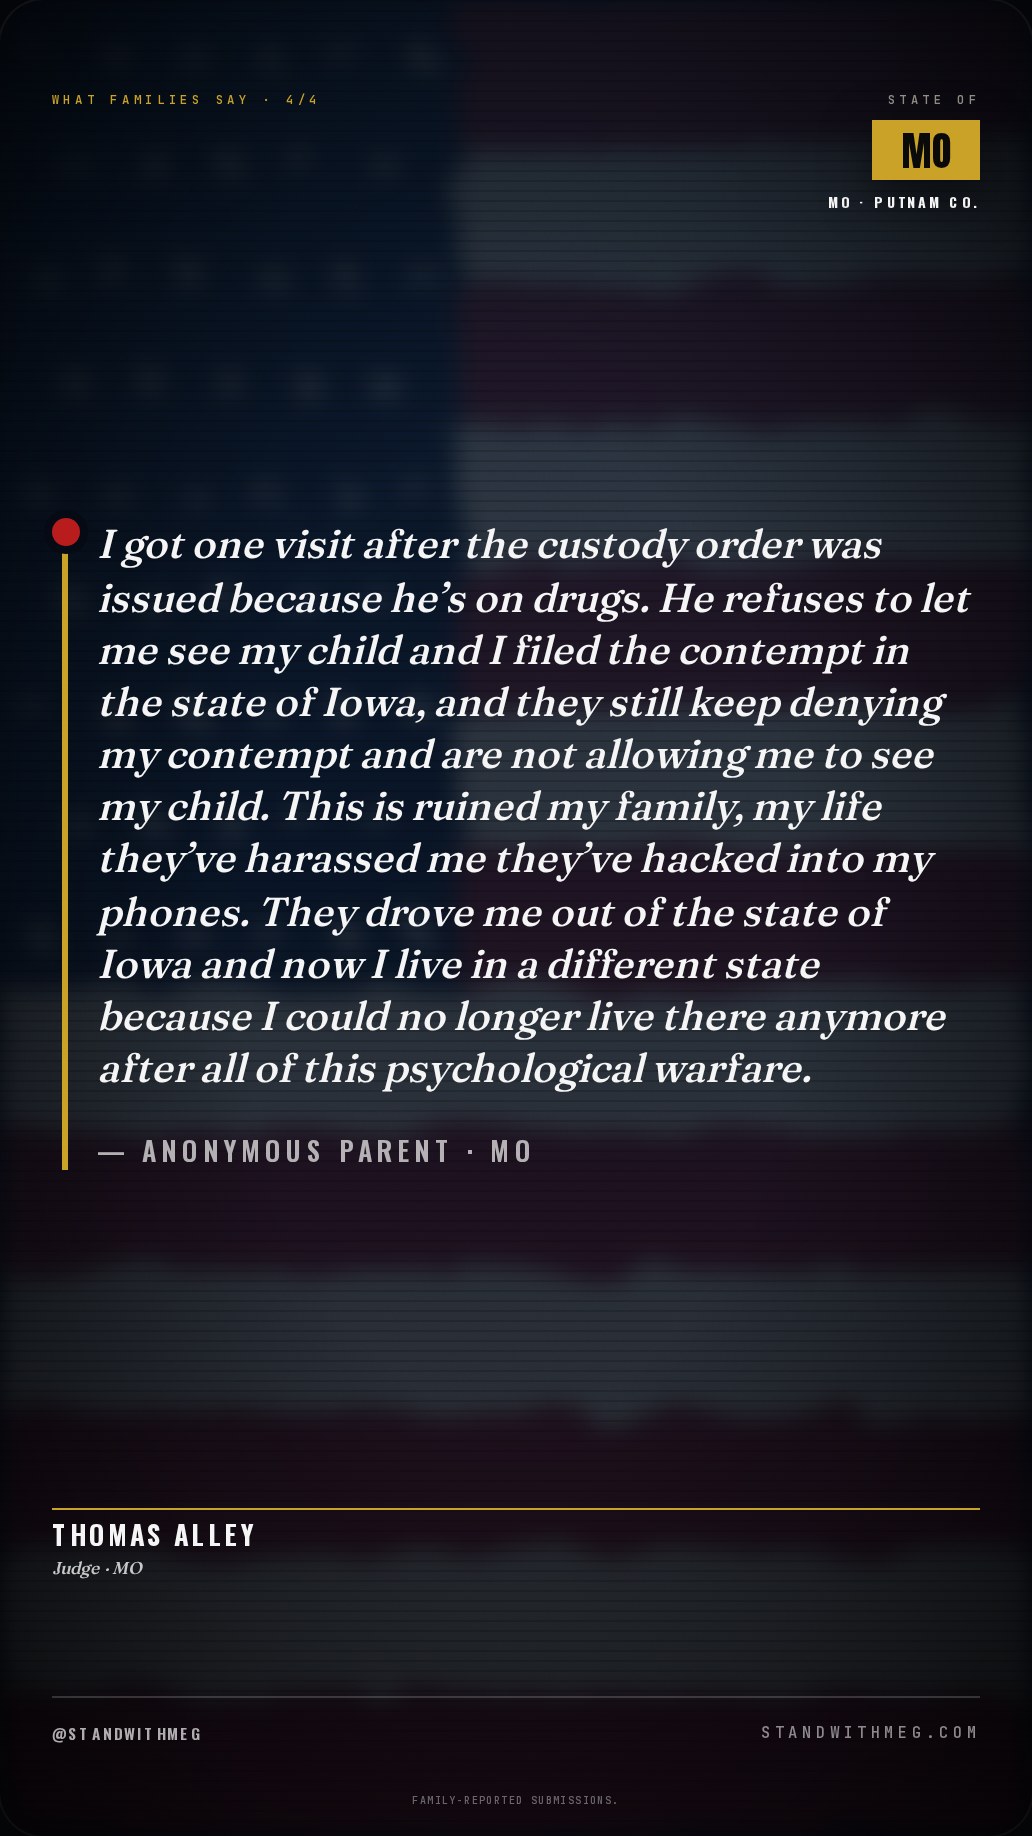 WHAT FAMILIES SAY · 4/4
STATE OF
MO
MO · PUTNAM CO.
I got one visit after the custody order was
issued because he’s on drugs. He refuses to let
me see my child and I filed the contempt in
the state of Iowa, and they still keep denying
my contempt and are not allowing me to see
my child. This is ruined my family, my life
they’ve harassed me they’ve hacked into my
phones. They drove me out of the state of
Iowa and now I live in a different state
because I could no longer live there anymore
after all of this psychological warfare.
— ANONYMOUS PARENT · MO
THOMAS ALLEY
Judge · MO
@STANDWITHMEG
STANDWITHMEG.COM
FAMILY-REPORTED SUBMISSIONS.